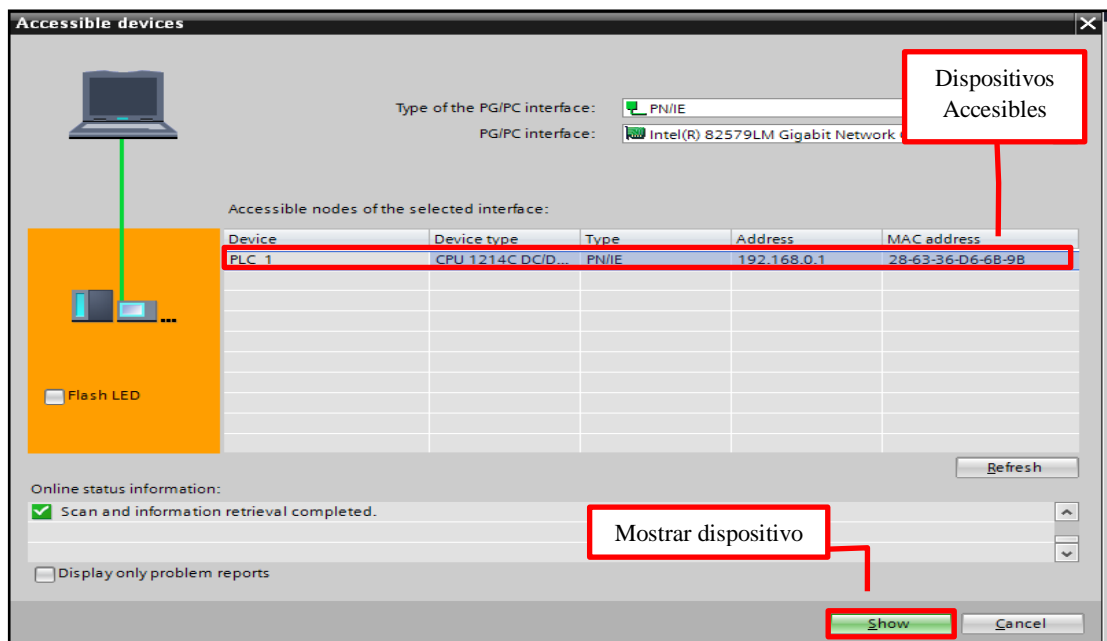 Accessible devices
Dispositivos
Accesibles
Type of the PG/PC interface: PN/IE
PG/PC interface: Intel(R) 82579LM Gigabit Network
Accessible nodes of the selected interface:
Device Device type Type Address MAC address
PLC_1 CPU 1214C DC/D... PN/IE 192.168.0.1 28-63-36-D6-6B-9B
Flash LED
Refresh
Online status information:
Scan and information retrieval completed.
Mostrar dispositivo
Display only problem reports
Show Cancel